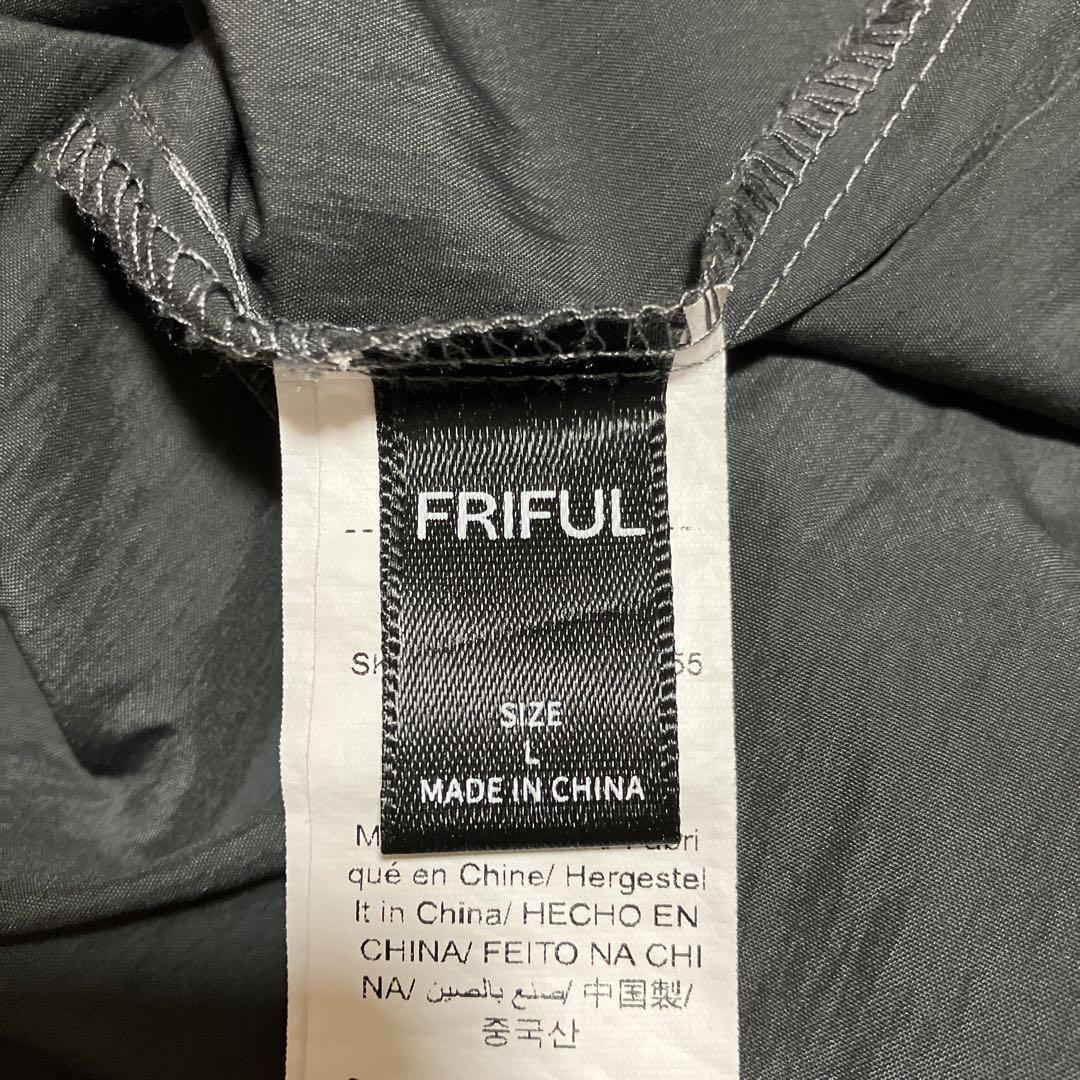 FRIFUL
SIZE
L
MADE IN CHINA
55
qué en Chine/ Hergestel
lt in China/ HECHO EN
CHINA/ FEITO NA CHI
NA/ صنع بالصين/ 中国製/
중국산